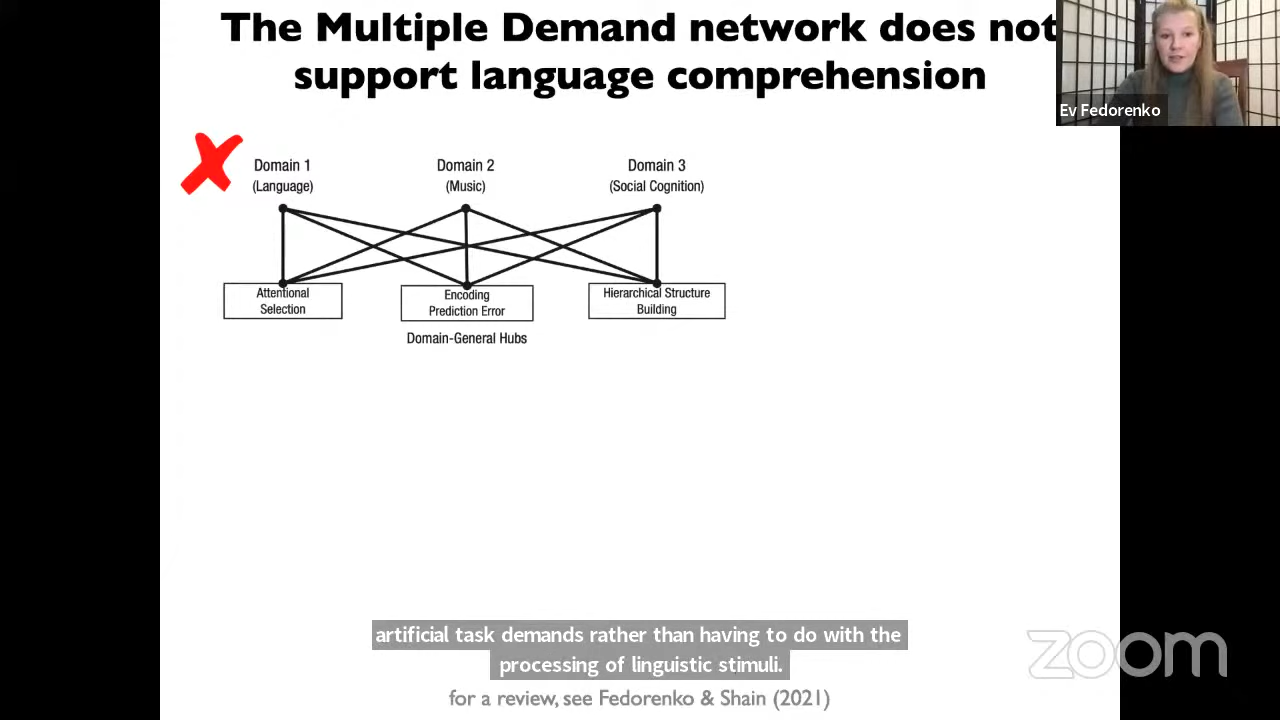 The Multiple Demand network does not
support language comprehension
Ev Fedorenko
Domain 1
(Language)
Domain 2
(Music)
Domain 3
(Social Cognition)
Attentional
Selection
Encoding
Prediction Error
Hierarchical Structure
Building
Domain-General Hubs
artificial task demands rather than having to do with the
processing of linguistic stimuli.
for a review, see Fedorenko & Shain (2021)
zoom